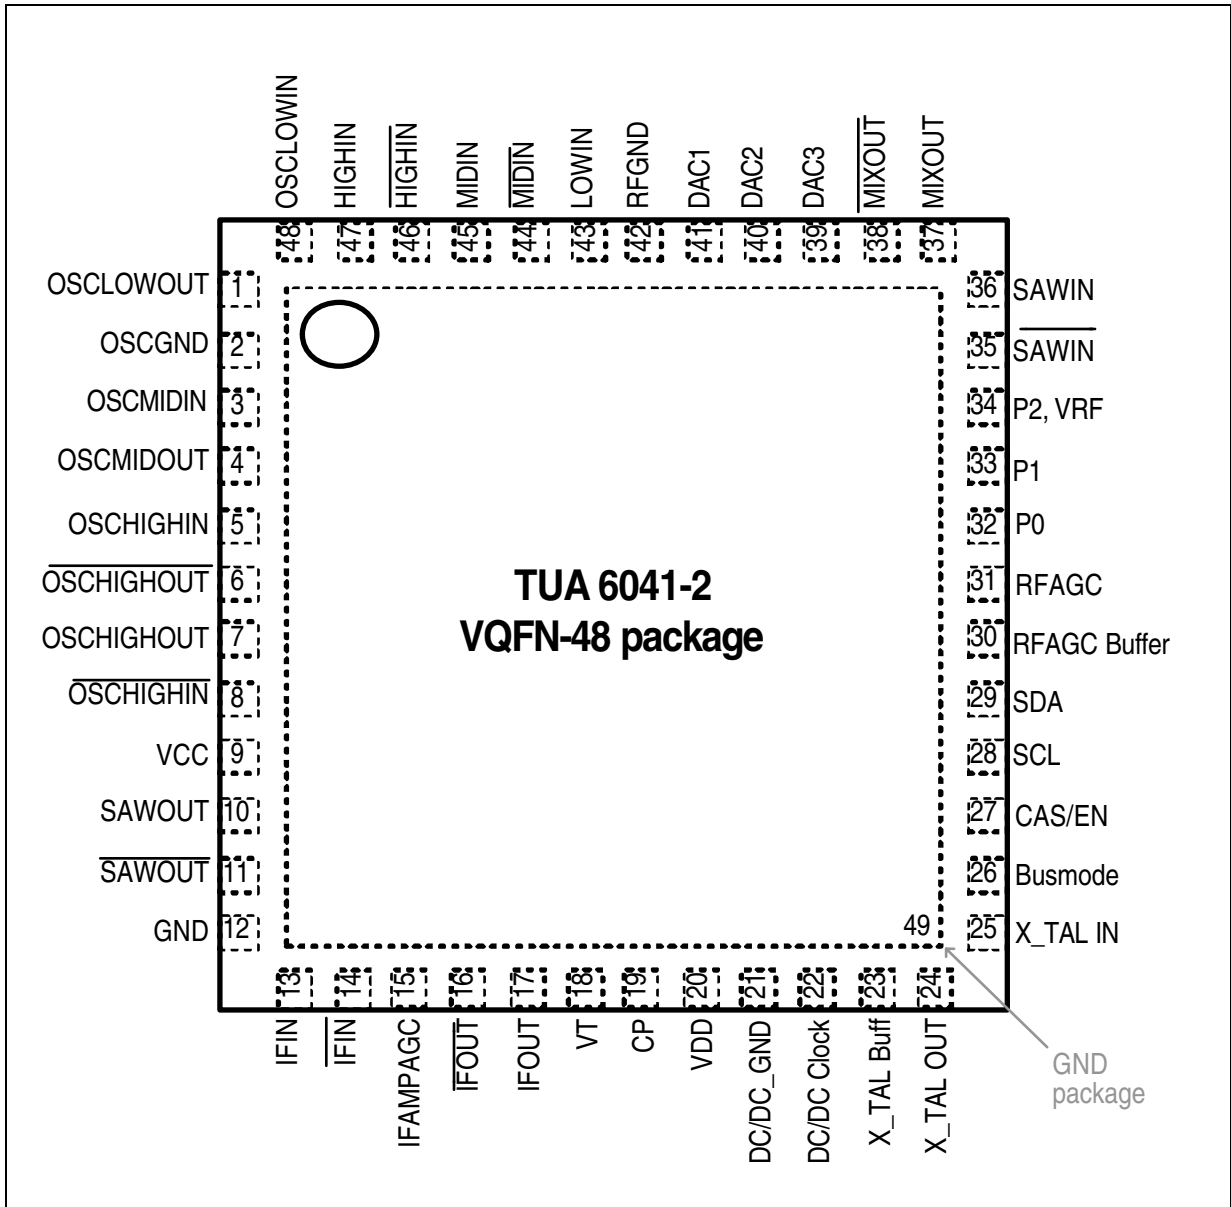 OSCLOWIN
HIGHIN
HIGHIN
MIDIN
MIDIN
LOWIN
RFGND
DAC1
DAC2
DAC3
MIXOUT
MIXOUT
48
47
46
45
44
43
42
41
40
39
38
37
OSCLOWOUT 1
OSCGND 2
OSCMIDIN 3
OSCMIDOUT 4
OSCHIGHIN 5
OSCHIGHOUT 6
OSCHIGHOUT 7
OSCHIGHIN 8
VCC 9
SAWOUT 10
SAWOUT 11
GND 12
TUA 6041-2
VQFN-48 package
36 SAWIN
35 SAWIN
34 P2, VRF
33 P1
32 P0
31 RFAGC
30 RFAGC Buffer
29 SDA
28 SCL
27 CAS/EN
26 Busmode
25 X_TAL IN
49
13
14
15
16
17
18
19
20
21
22
23
24
IFIN
IFIN
IFAMPAGC
IFOUT
IFOUT
VT
CP
VDD
DC/DC_GND
DC/DC Clock
X_TAL Buff
X_TAL OUT
GND
package